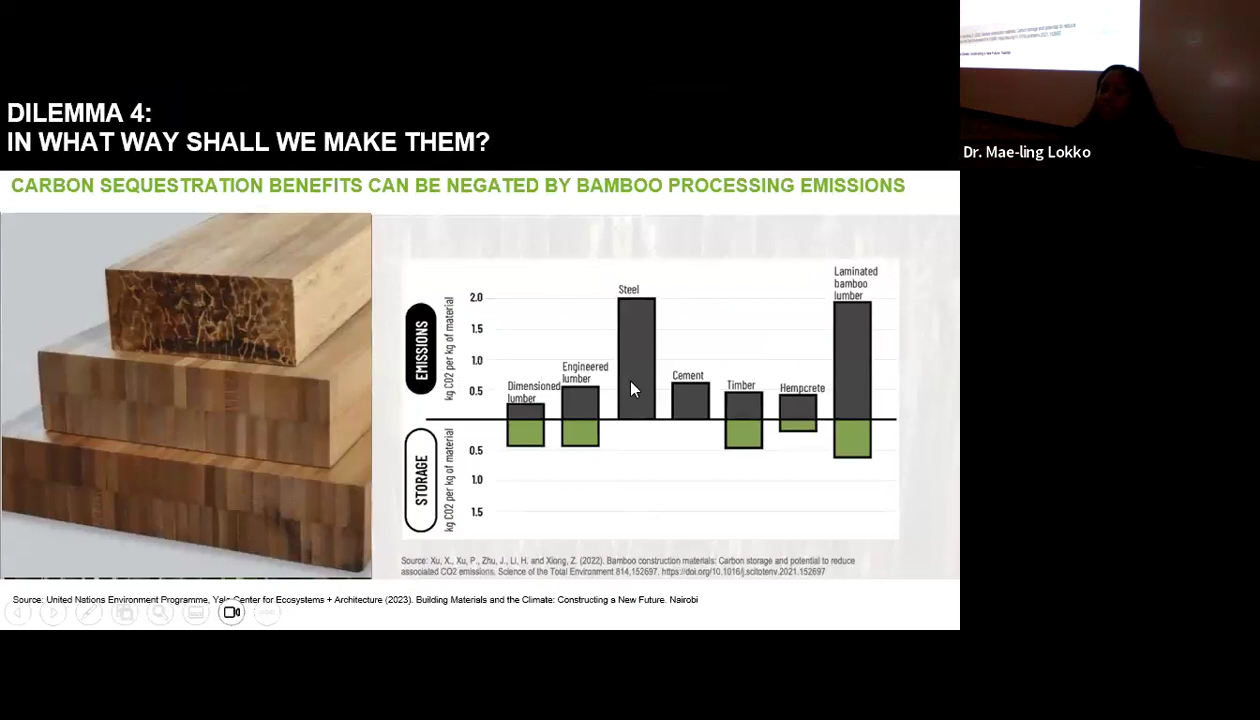 DILEMMA 4:
IN WHAT WAY SHALL WE MAKE THEM?
CARBON SEQUESTRATION BENEFITS CAN BE NEGATED BY BAMBOO PROCESSING EMISSIONS
EMISSIONS
kg CO2 per kg of material
2.0
1.5
1.0
0.5
Dimensioned
lumber
Engineered
lumber
Steel
Cement
Timber
Hempcrete
Laminated
bamboo
lumber
STORAGE
kg CO2 per kg of material
0.5
1.0
1.5
Source: Xu, X., Xu, P., Zhu, J., Li, H. and Xiong, Z. (2022). Bamboo construction materials: Carbon storage and potential to reduce
associated CO2 emissions. Science of the Total Environment 814,152697, https://doi.org/10.1016/j.scitotenv.2021.152697
Source: United Nations Environment Programme, Yale Center for Ecosystems + Architecture (2023). Building Materials and the Climate: Constructing a New Future. Nairobi
Dr. Mae-ling Lokko